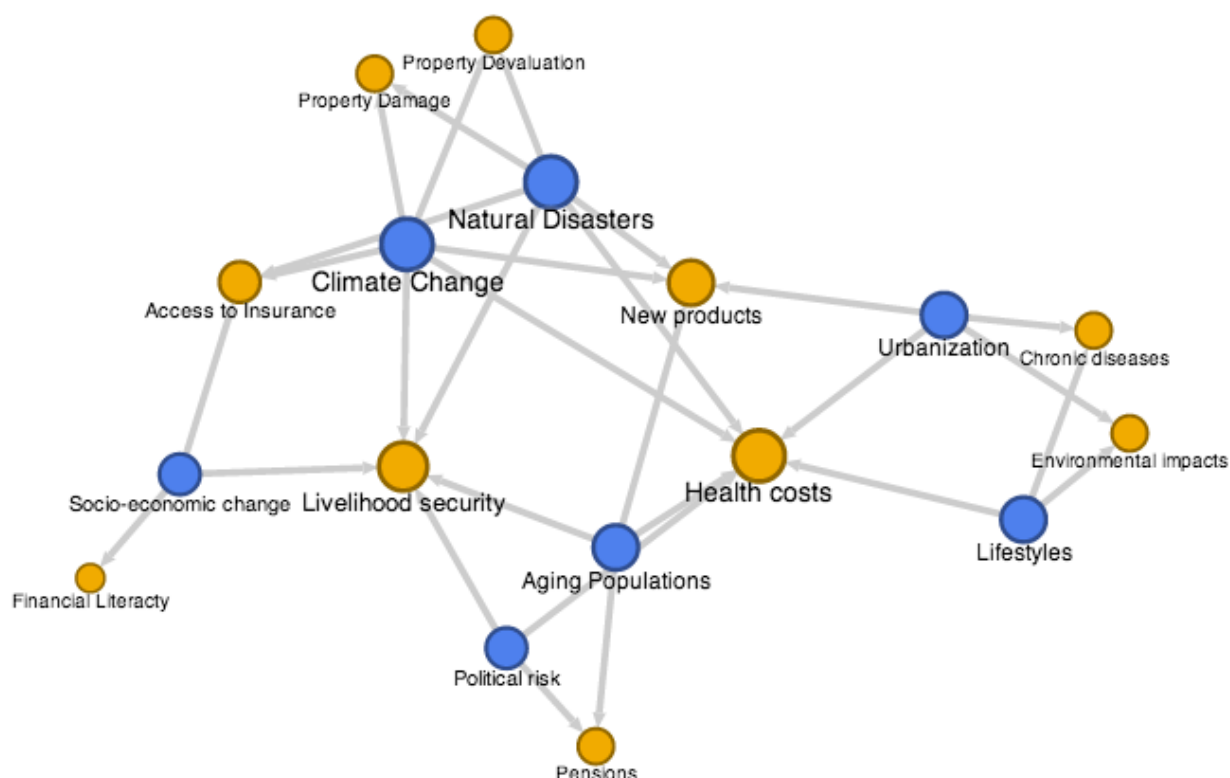 Property Devaluation
Property Damage
Natural Disasters
Climate Change
Access to Insurance
New products
Urbanization
Chronic diseases
Environmental impacts
Health costs
Livelihood security
Socio-economic change
Lifestyles
Aging Populations
Financial Literacty
Political risk
Pensions